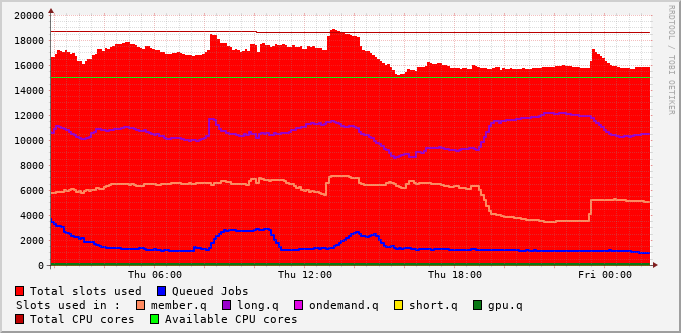 20000
18000
16000
14000
12000
10000
8000
6000
4000
2000
0
Thu 06:00 Thu 12:00 Thu 18:00 Fri 00:00
RRDTOOL / TOBI OETIKER
Total slots used Queued Jobs
Slots used in : member.q long.q ondemand.q short.q gpu.q
Total CPU cores Available CPU cores